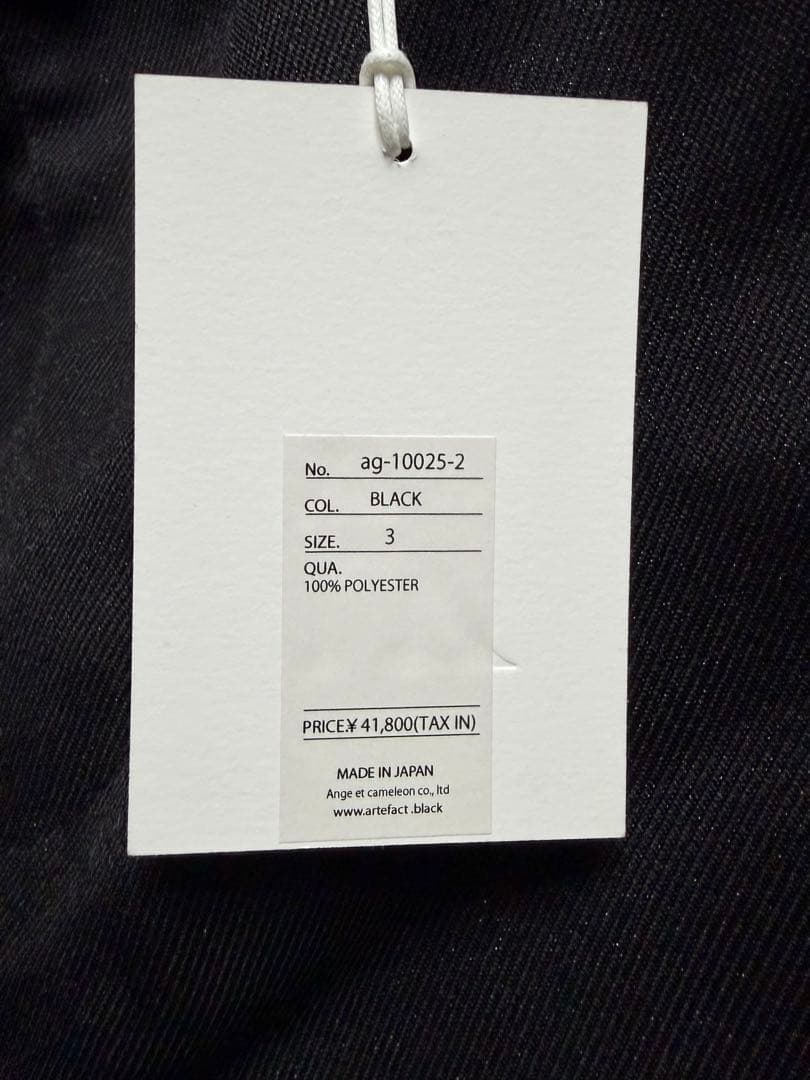 No. ag-10025-2
COL. BLACK
SIZE. 3
QUA.
100% POLYESTER
PRICE.¥ 41,800(TAX IN)
MADE IN JAPAN
Ange et cameleon co., ltd
www.artefact .black